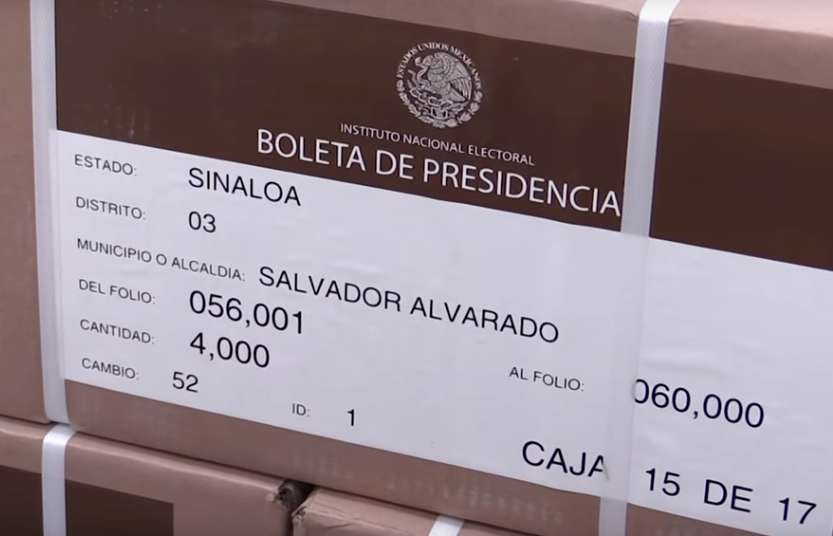 ESTADOS UNIDOS MEXICANOS
INSTITUTO NACIONAL ELECTORAL
BOLETA DE PRESIDENCIA
ESTADO: SINALOA
DISTRITO: 03
MUNICIPIO O ALCALDIA: SALVADOR ALVARADO
DEL FOLIO: 056,001 AL FOLIO: 060,000
CANTIDAD: 4,000
CAMBIO: 52 ID: 1 CAJA 15 DE 17